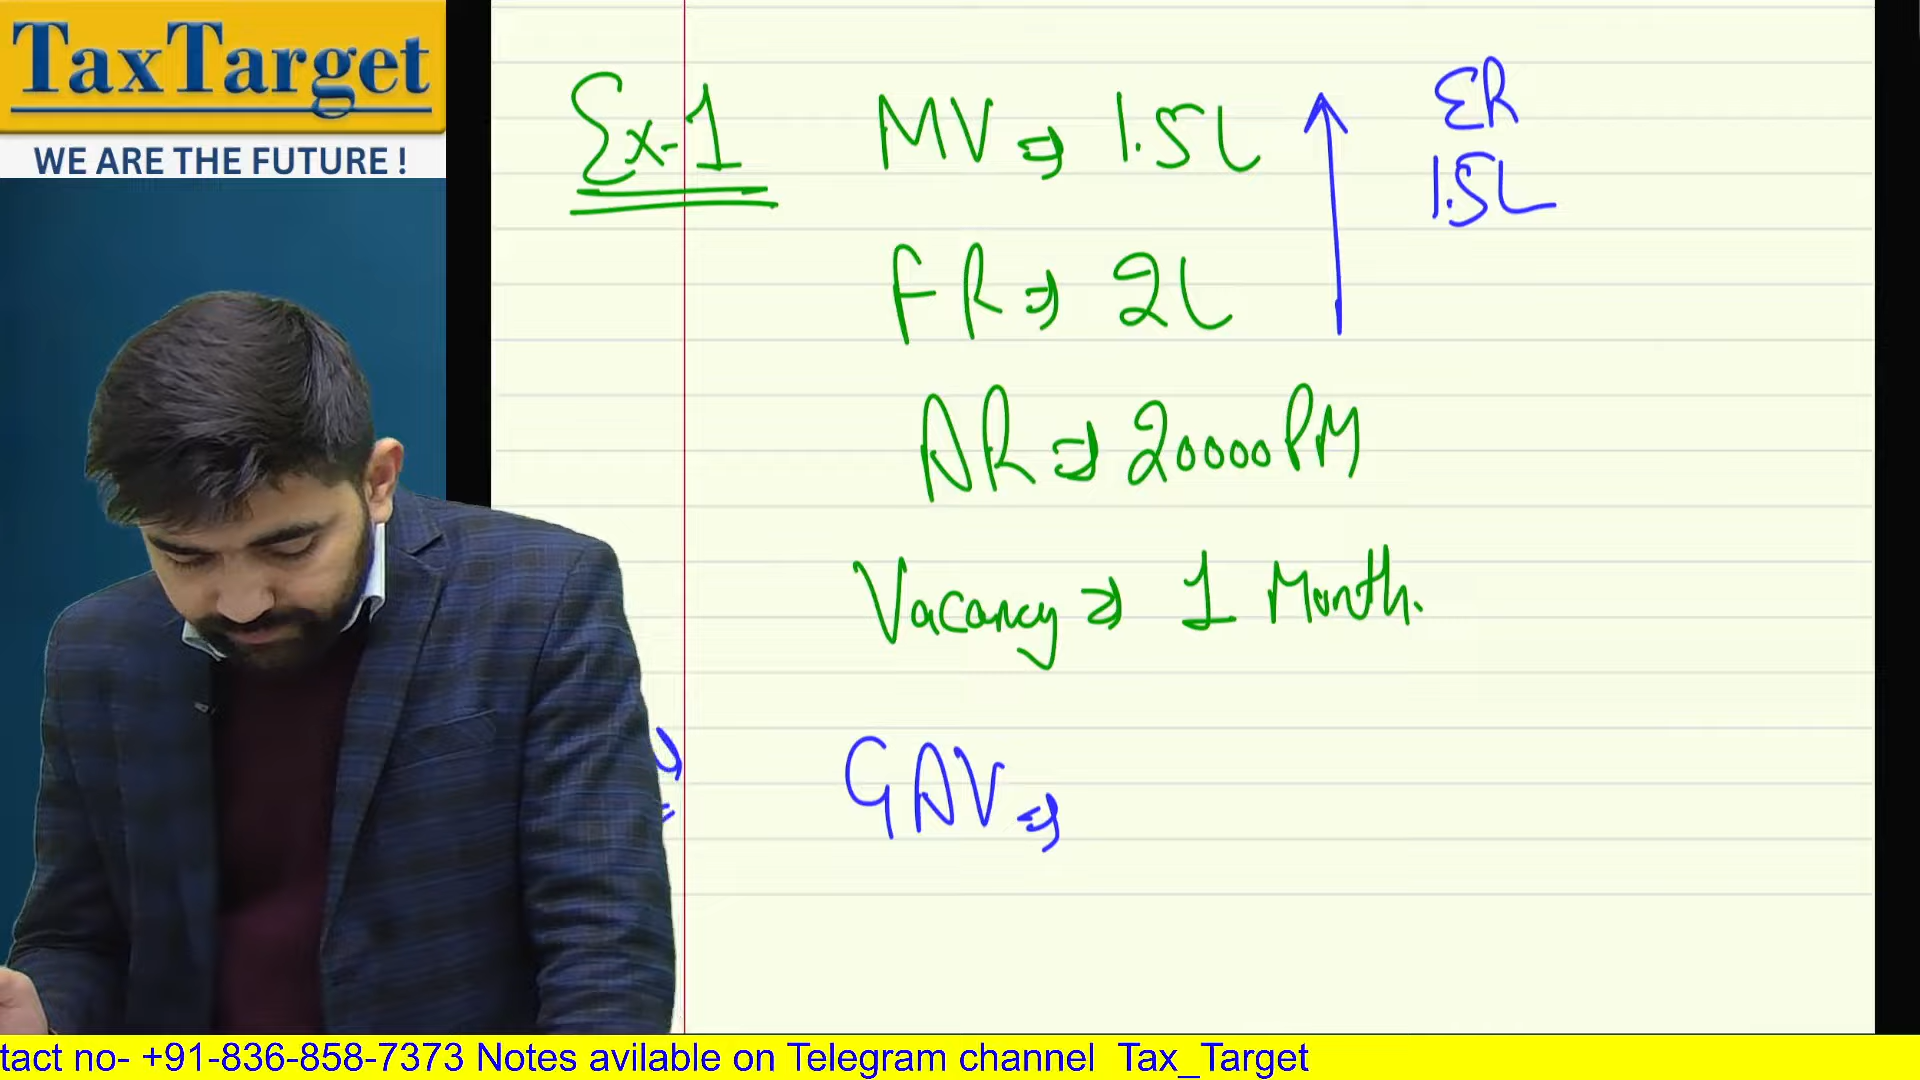 TaxTarget
WE ARE THE FUTURE !
Ex-1
MV ⇒ 1.5L
ER
1.5L
FR ⇒ 2L
AR ⇒ 20000 PM
Vacancy ⇒ 1 Month.
GAV ⇒
tact no- +91-836-858-7373 Notes avilable on Telegram channel Tax_Target